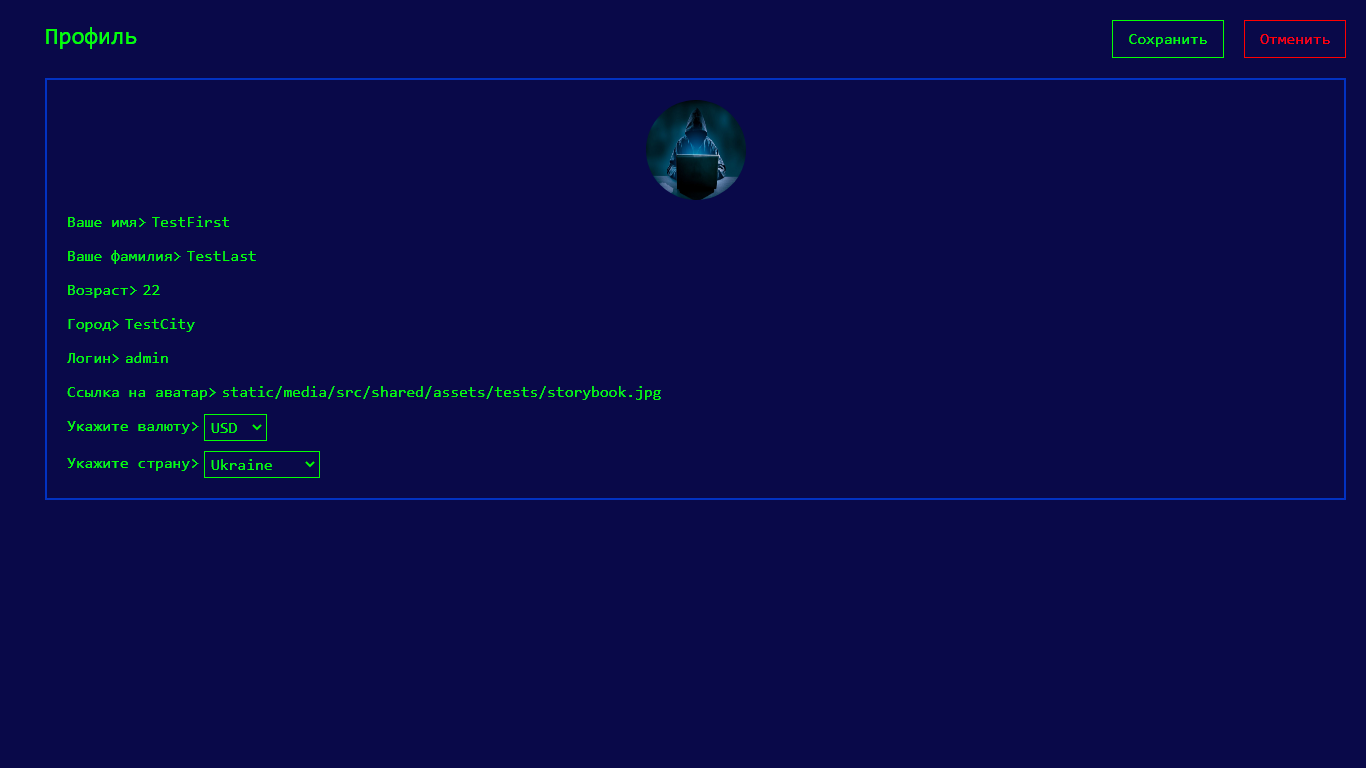 Профиль
Сохранить
Отменить
Ваше имя> TestFirst
Ваше фамилия> TestLast
Возраст> 22
Город> TestCity
Логин> admin
Ссылка на аватар> static/media/src/shared/assets/tests/storybook.jpg
Укажите валюту> USD
Укажите страну> Ukraine